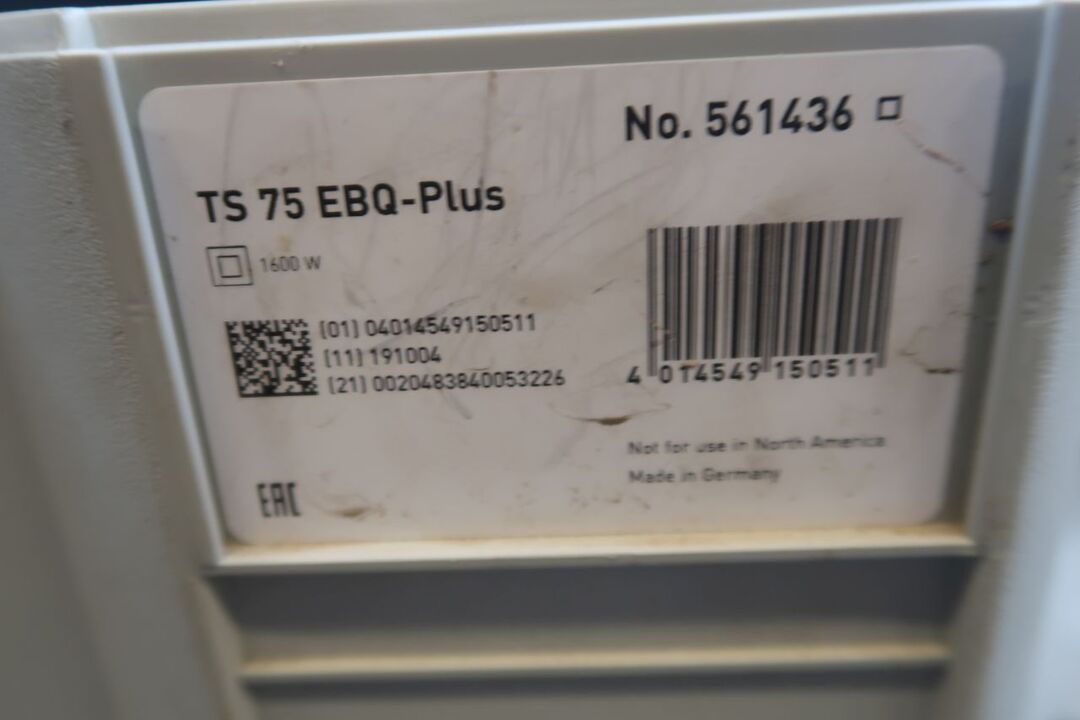 No. 561436
TS 75 EBQ-Plus
1600 W
(01) 04014549150511
(11) 191004
(21) 0020483840053226
4 014549 150511
Not for use in North America
Made in Germany
EAC